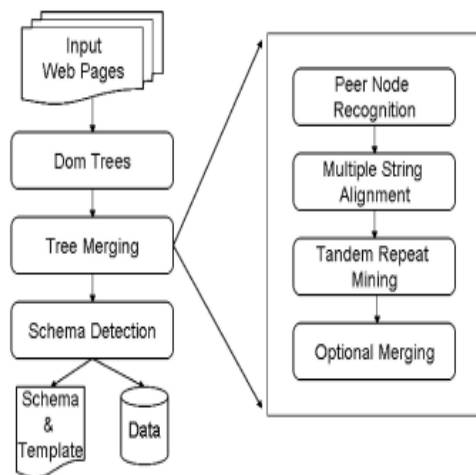 Input
Web Pages
Dom Trees
Tree Merging
Schema Detection
Schema
&
Template
Data
Peer Node
Recognition
Multiple String
Alignment
Tandem Repeat
Mining
Optional Merging